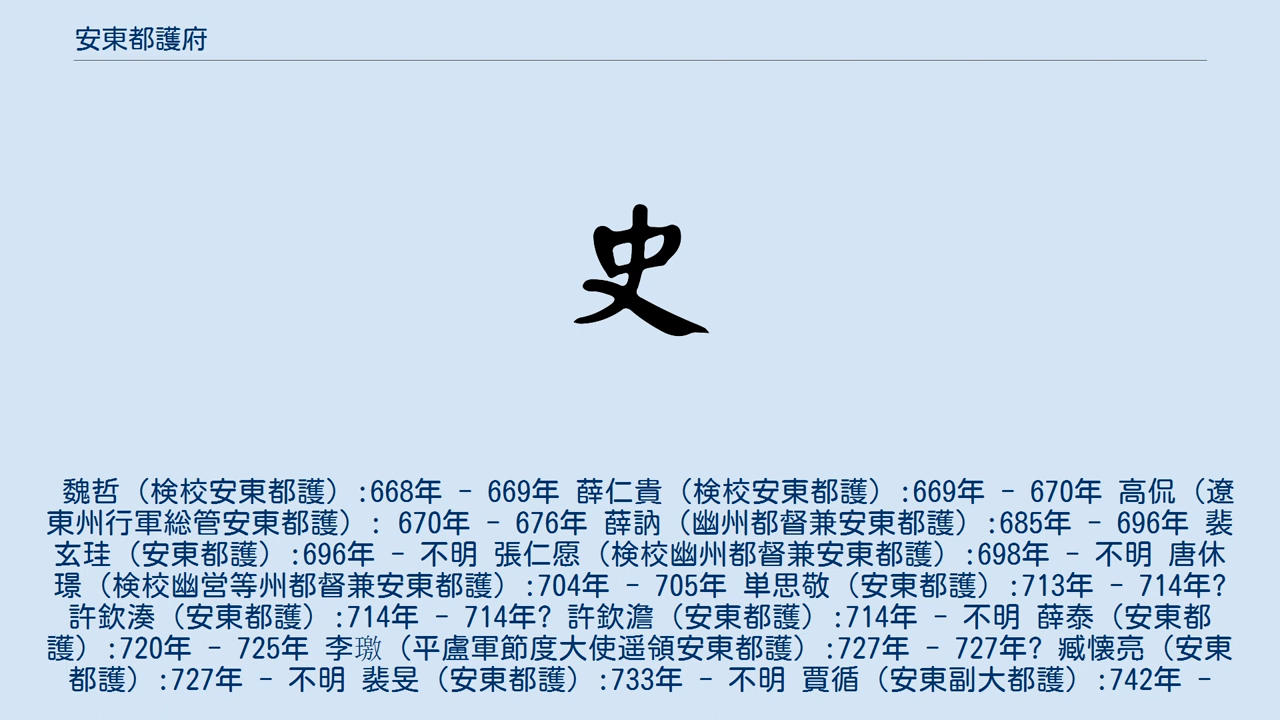 安東都護府
史
魏哲（検校安東都護）:668年 - 669年 薛仁貴（検校安東都護）:669年 - 670年 高侃（遼
東州行軍総管安東都護）: 670年 - 676年 薛訥（幽州都督兼安東都護）:685年 - 696年 裴
玄珪（安東都護）:696年 - 不明 張仁愿（検校幽州都督兼安東都護）:698年 - 不明 唐休
璟（検校幽営等州都督兼安東都護）:704年 - 705年 単思敬（安東都護）:713年 - 714年?
許欽湊（安東都護）:714年 - 714年? 許欽澹（安東都護）:714年 - 不明 薛泰（安東都
護）:720年 - 725年 李璬（平盧軍節度大使遥領安東都護）:727年 - 727年? 臧懐亮（安東
都護）:727年 - 不明 裴旻（安東都護）:733年 - 不明 賈循（安東副大都護）:742年 -